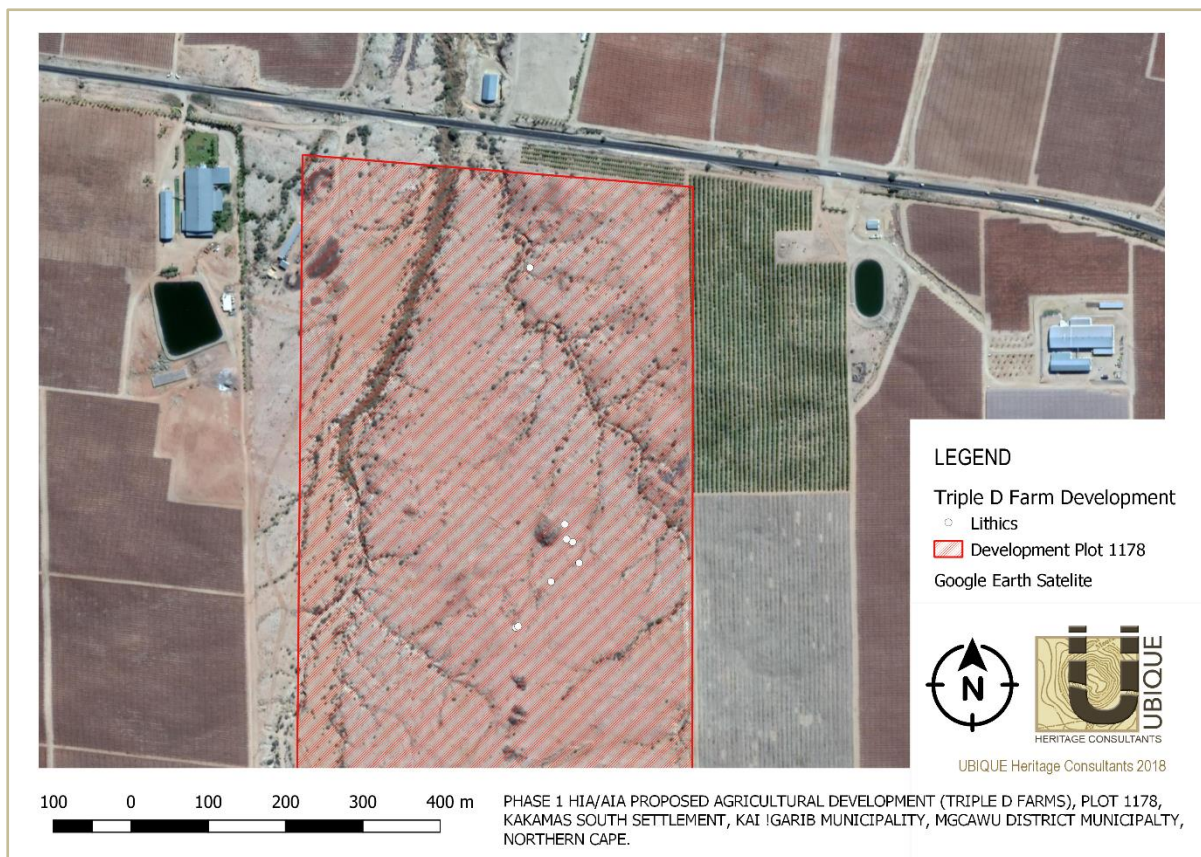 LEGEND
Triple D Farm Development
Lithics
Development Plot 1178
Google Earth Satelite
N
UBIQUE
HERITAGE CONSULTANTS
UBIQUE Heritage Consultants 2018
100 0 100 200 300 400 m
PHASE 1 HIA/AIA PROPOSED AGRICULTURAL DEVELOPMENT (TRIPLE D FARMS), PLOT 1178,
KAKAMAS SOUTH SETTLEMENT, KAI !GARIB MUNICIPALITY, MGCAWU DISTRICT MUNICIPALTY,
NORTHERN CAPE.